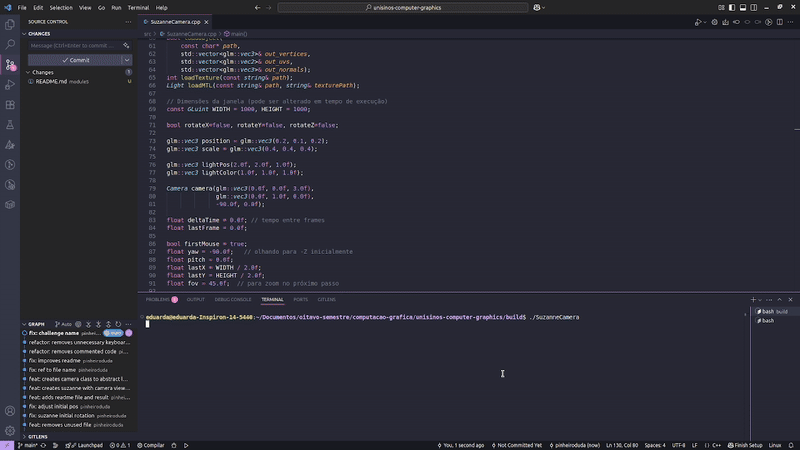 File Edit Selection View Go Run Terminal Help
unisinos-computer-graphics
SOURCE CONTROL
SuzanneCamera.cpp
CHANGES
src > SuzanneCamera.cpp > main()
Message (Ctrl+Enter to commit ...
Commit
Changes 1
README.md modulo5 U
61 const char* path,
62 std::vector<glm::vec3>& out_vertices,
63 std::vector<glm::vec2>& out_uvs,
64 std::vector<glm::vec3>& out_normals);
65 int loadTexture(const string& path);
66 Light loadMTL(const string& path, string& texturePath);
67
68 // Dimensões da janela (pode ser alterado em tempo de execução)
69 const GLuint WIDTH = 1000, HEIGHT = 1000;
70
71 bool rotateX=false, rotateY=false, rotateZ=false;
72
73 glm::vec3 position = glm::vec3(0.2, 0.1, 0.2);
74 glm::vec3 scale = glm::vec3(0.4, 0.4, 0.4);
75
76 glm::vec3 lightPos(2.0f, 2.0f, 1.0f);
77 glm::vec3 lightColor(1.0f, 1.0f, 1.0f);
78
79 Camera camera(glm::vec3(0.0f, 0.0f, 3.0f),
80 glm::vec3(0.0f, 1.0f, 0.0f),
81 -90.0f, 0.0f);
82
83 float deltaTime = 0.0f; // tempo entre frames
84 float lastFrame = 0.0f;
85
86 bool firstMouse = true;
87 float yaw = -90.0f; // olhando para -Z inicialmente
88 float pitch = 0.0f;
89 float lastX = WIDTH / 2.0f;
90 float lastY = HEIGHT / 2.0f;
91 float fov = 45.0f; // para zoom no próximo passo
PROBLEMS OUTPUT DEBUG CONSOLE TERMINAL PORTS GITLENS
eduarda@eduarda-Inspiron-14-5440:~/Documentos/oitavo-semestre/computacao-grafica/unisinos-computer-graphics/build$ ./SuzanneCamera
bash build
bash
GRAPH Auto
fix: challenge name pinheir...
refactor: removes unnecessary keyboar...
refactor: removes commented code pi...
fix: improves readme pinheiroduda
fix: ref to file name pinheiroduda
feat: creates camera class to abstract l...
feat: creates suzanne with camera view...
feat: adds readme file and result pinhei...
fix: adjust initial pos pinheiroduda
fix: suzanne initial rotation pinheiroduda
feat: removes unused file pinheiroduda
GITLENS
main* Launchpad 0 1 Compilar
You, 1 second ago Not Committed Yet pinheiroduda (now) Ln 130, Col 80 Spaces: 4 UTF-8 LF C++ Finish Setup Linux